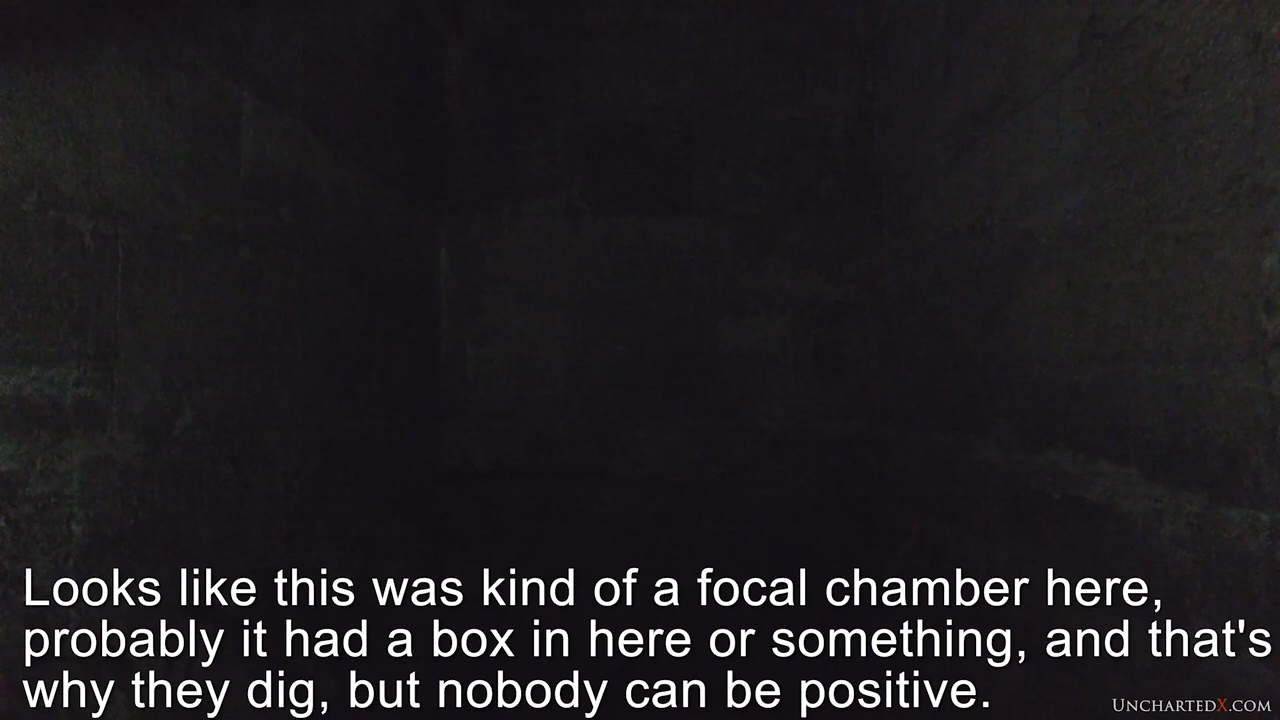 Looks like this was kind of a focal chamber here,
probably it had a box in here or something, and that's
why they dig, but nobody can be positive.
UnchartedX.com